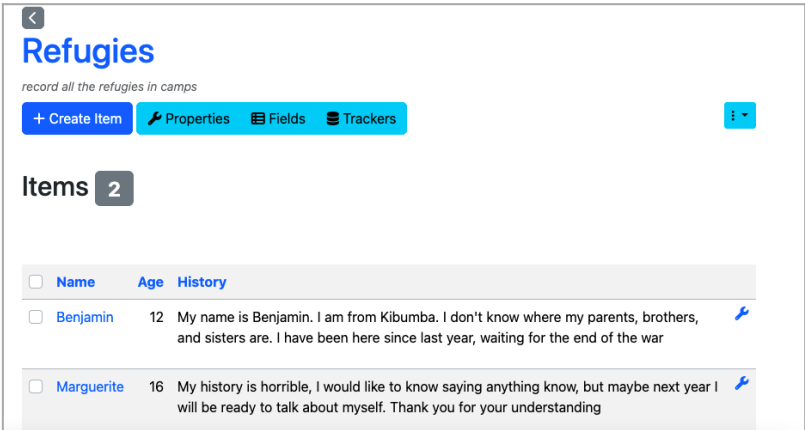 Refugies
record all the refugies in camps
+ Create Item Properties Fields Trackers
Items 2
Name Age History
Benjamin 12 My name is Benjamin. I am from Kibumba. I don't know where my parents, brothers,
and sisters are. I have been here since last year, waiting for the end of the war
Marguerite 16 My history is horrible, I would like to know saying anything know, but maybe next year I
will be ready to talk about myself. Thank you for your understanding